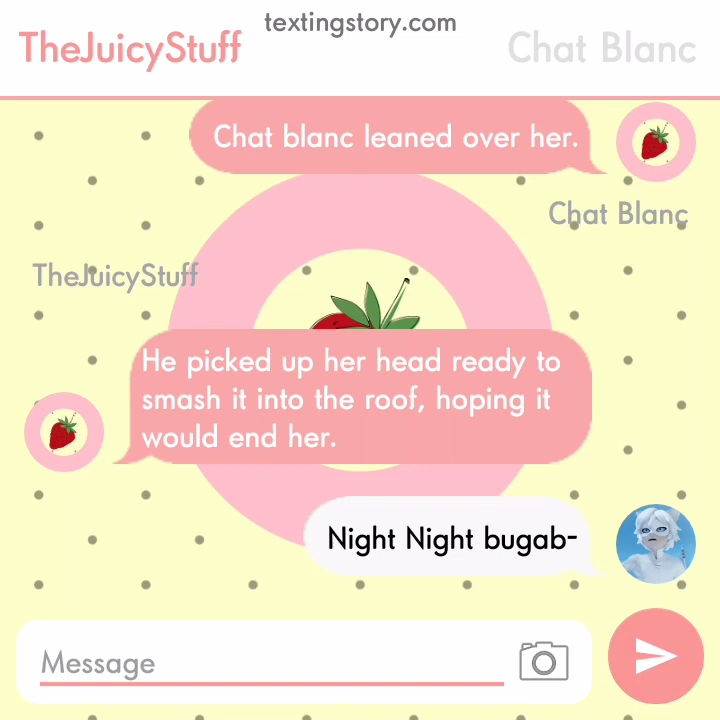 textingstory.com
TheJuicyStuff
Chat Blanc
Chat blanc leaned over her.
Chat Blanc
TheJuicyStuff
He picked up her head ready to
smash it into the roof, hoping it
would end her.
Night Night bugab-
Message